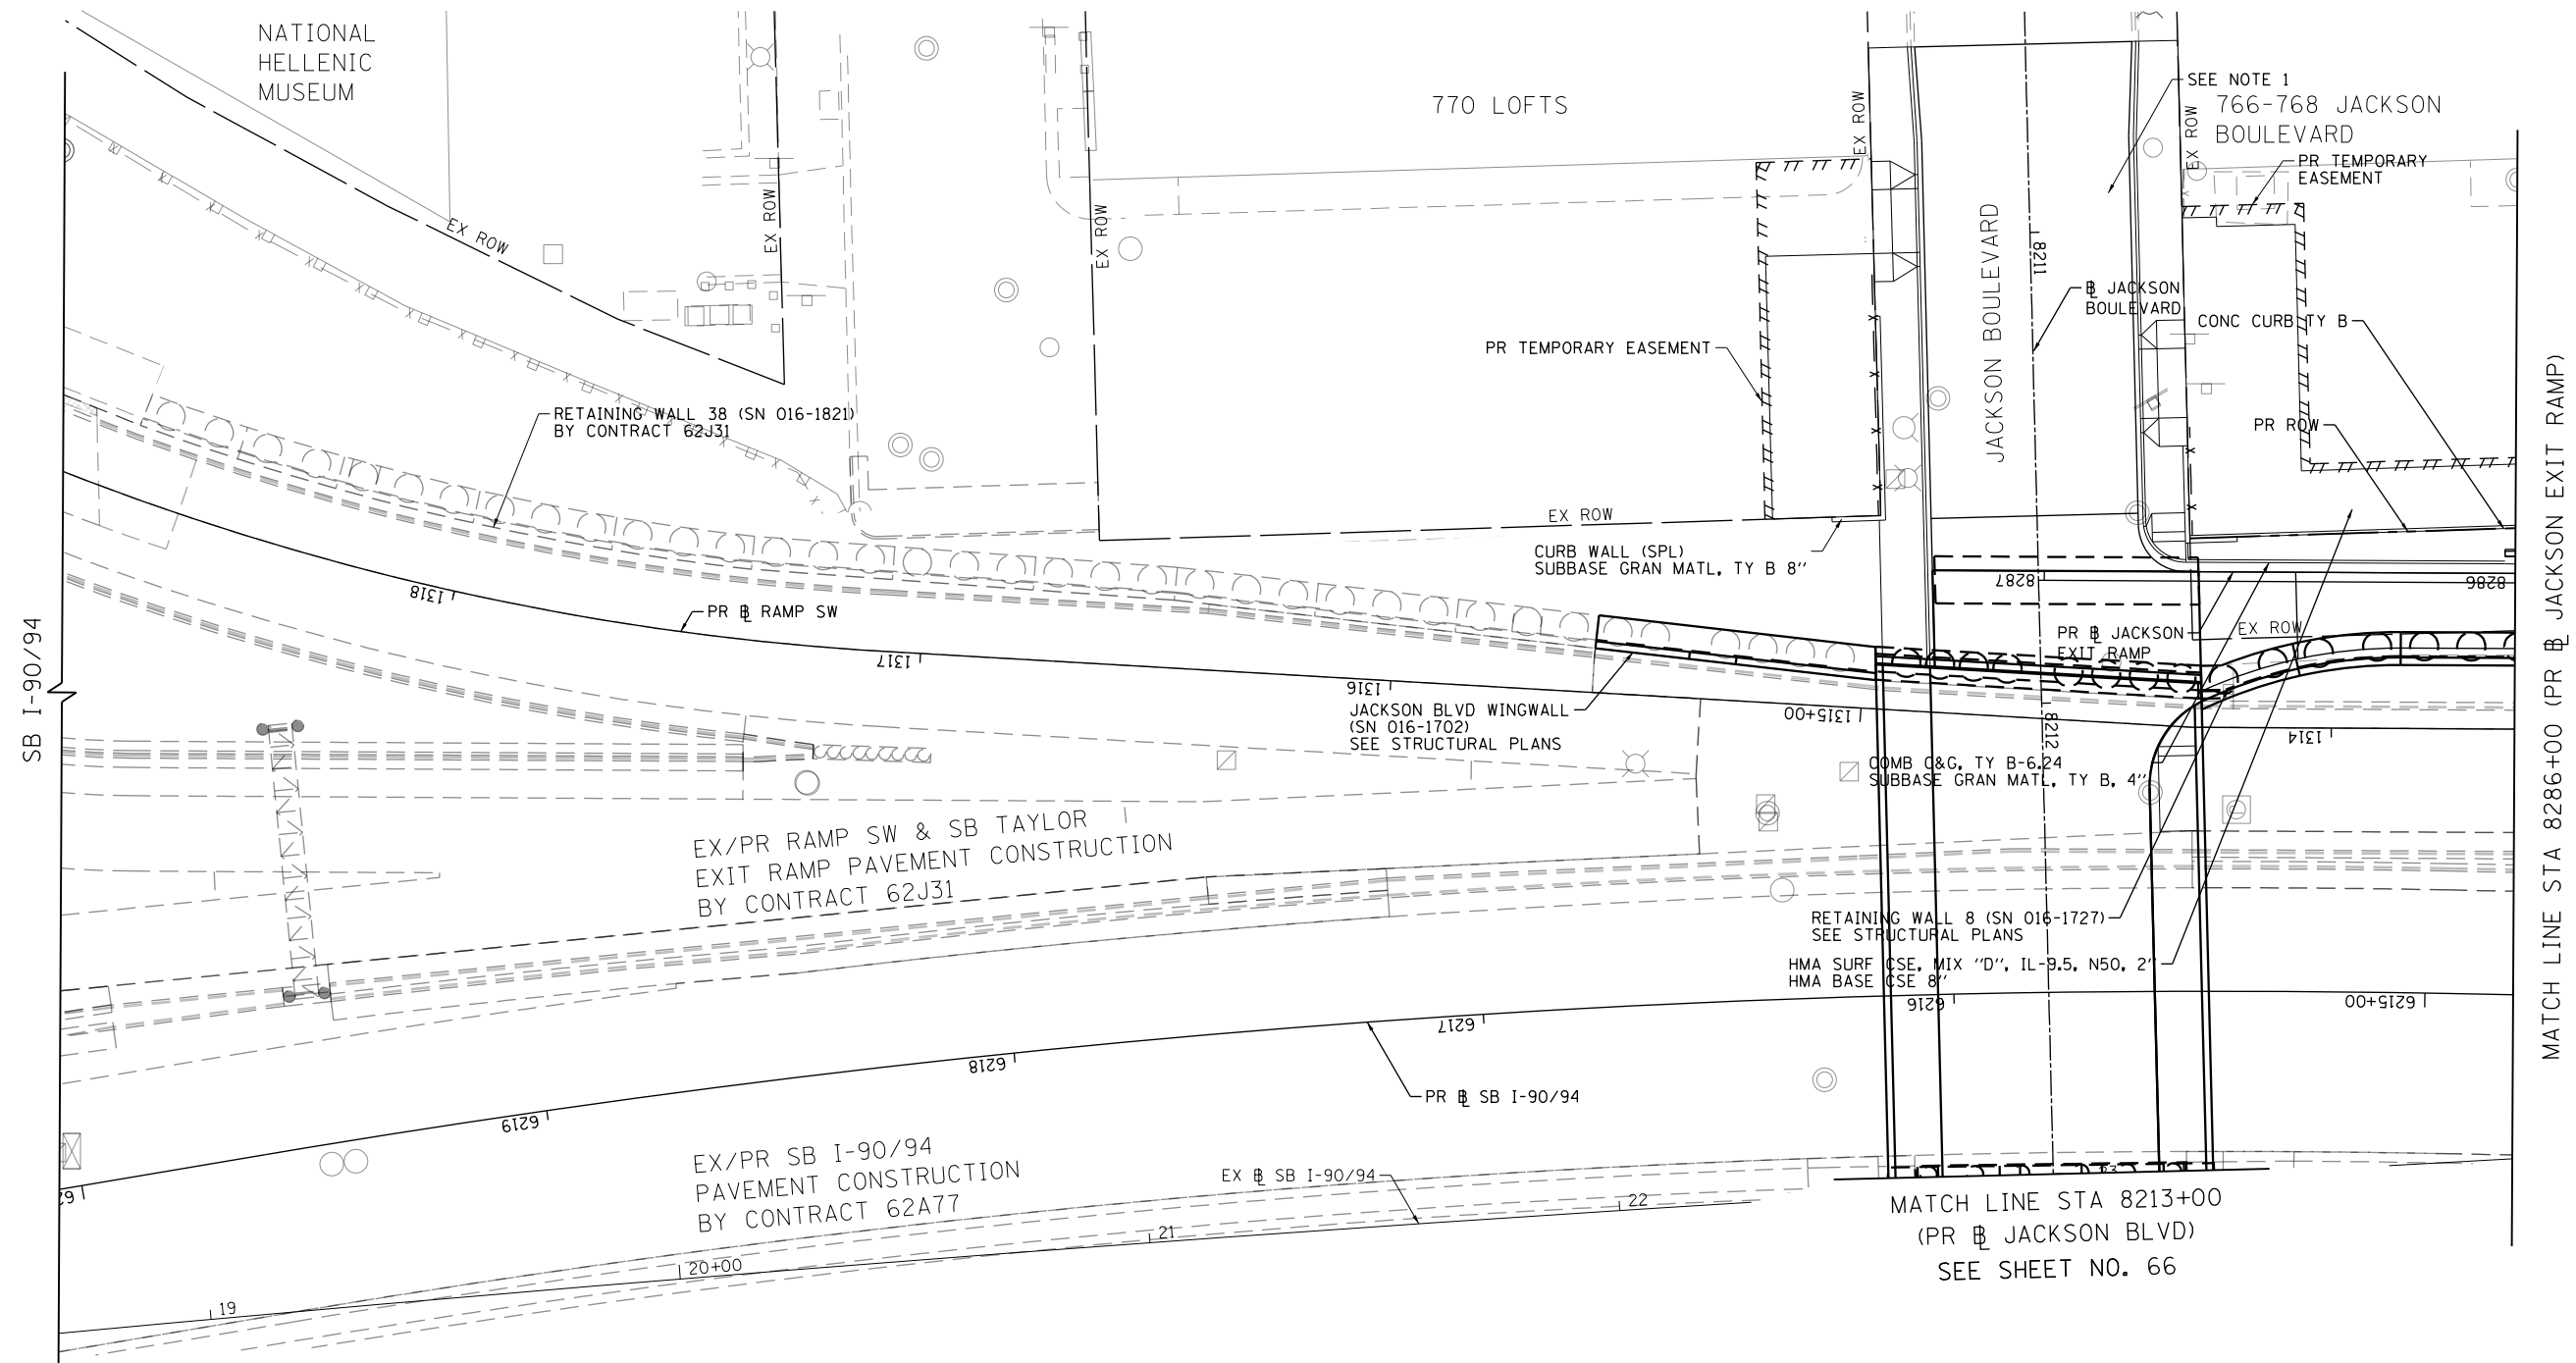 NATIONAL
HELLENIC
MUSEUM
770 LOFTS
SEE NOTE 1
766-768 JACKSON
BOULEVARD
PR TEMPORARY
EASEMENT
EX ROW
EX ROW
EX ROW
EX ROW
EX ROW
JACKSON BOULEVARD
8211
℄ JACKSON
BOULEVARD
CONC CURB TY B
PR TEMPORARY EASEMENT
PR ROW
RETAINING WALL 38 (SN 016-1821)
BY CONTRACT 62J31
EX ROW
CURB WALL (SPL)
SUBBASE GRAN MATL, TY B 8"
8287
8286
1318
PR ℄ RAMP SW
PR ℄ JACKSON
EXIT RAMP
EX ROW
1317
1316
1315+00
1314
JACKSON BLVD WINGWALL
(SN 016-1702)
SEE STRUCTURAL PLANS
8212
COMB C&G, TY B-6.24
SUBBASE GRAN MATL, TY B, 4"
EX/PR RAMP SW & SB TAYLOR
EXIT RAMP PAVEMENT CONSTRUCTION
BY CONTRACT 62J31
RETAINING WALL 8 (SN 016-1727)
SEE STRUCTURAL PLANS
HMA SURF CSE, MIX "D", IL-9.5, N50, 2"
HMA BASE CSE 8"
6219
6218
6217
6216
6215+00
PR ℄ SB I-90/94
EX/PR SB I-90/94
PAVEMENT CONSTRUCTION
BY CONTRACT 62A77
EX ℄ SB I-90/94
19
20+00
21
22
MATCH LINE STA 8213+00
(PR ℄ JACKSON BLVD)
SEE SHEET NO. 66
SB I-90/94
MATCH LINE STA 8286+00 (PR ℄ JACKSON EXIT RAMP)